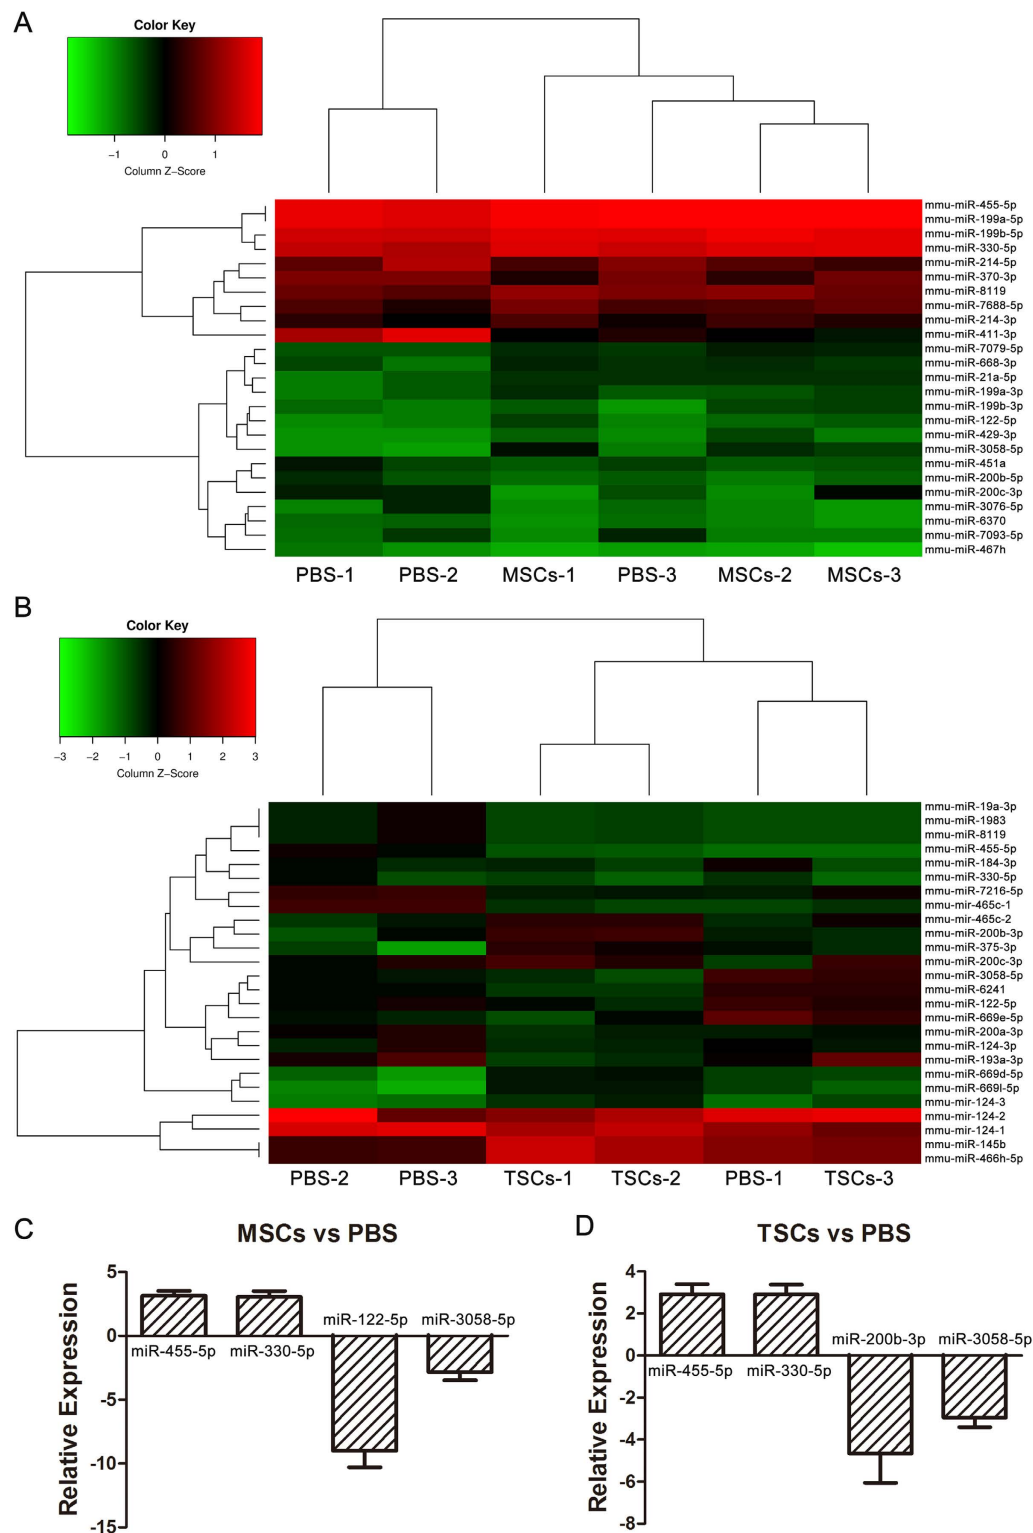 A
Color Key
−1 0 1
Column Z−Score
mmu-miR-455-5p
mmu-miR-199a-5p
mmu-miR-199b-5p
mmu-miR-330-5p
mmu-miR-214-5p
mmu-miR-370-3p
mmu-miR-8119
mmu-miR-7688-5p
mmu-miR-214-3p
mmu-miR-411-3p
mmu-miR-7079-5p
mmu-miR-668-3p
mmu-miR-21a-5p
mmu-miR-199a-3p
mmu-miR-199b-3p
mmu-miR-122-5p
mmu-miR-429-3p
mmu-miR-3058-5p
mmu-miR-451a
mmu-miR-200b-5p
mmu-miR-200c-3p
mmu-miR-3076-5p
mmu-miR-6370
mmu-miR-7093-5p
mmu-miR-467h
PBS-1 PBS-2 MSCs-1 PBS-3 MSCs-2 MSCs-3
B
Color Key
−3 −2 −1 0 1 2 3
Column Z−Score
mmu-miR-19a-3p
mmu-miR-1983
mmu-miR-8119
mmu-miR-455-5p
mmu-miR-184-3p
mmu-miR-330-5p
mmu-miR-7216-5p
mmu-mir-465c-1
mmu-mir-465c-2
mmu-miR-200b-3p
mmu-miR-375-3p
mmu-miR-200c-3p
mmu-miR-3058-5p
mmu-miR-6241
mmu-miR-122-5p
mmu-miR-669e-5p
mmu-miR-200a-3p
mmu-miR-124-3p
mmu-miR-193a-3p
mmu-miR-669d-5p
mmu-miR-669l-5p
mmu-mir-124-3
mmu-mir-124-2
mmu-mir-124-1
mmu-miR-145b
mmu-miR-466h-5p
PBS-2 PBS-3 TSCs-1 TSCs-2 PBS-1 TSCs-3
C
MSCs vs PBS
Relative Expression
5
0
-5
-10
-15
miR-122-5p miR-3058-5p
miR-455-5p miR-330-5p
D
TSCs vs PBS
Relative Expression
4
2
0
-2
-4
-6
-8
miR-200b-3p miR-3058-5p
miR-455-5p miR-330-5p